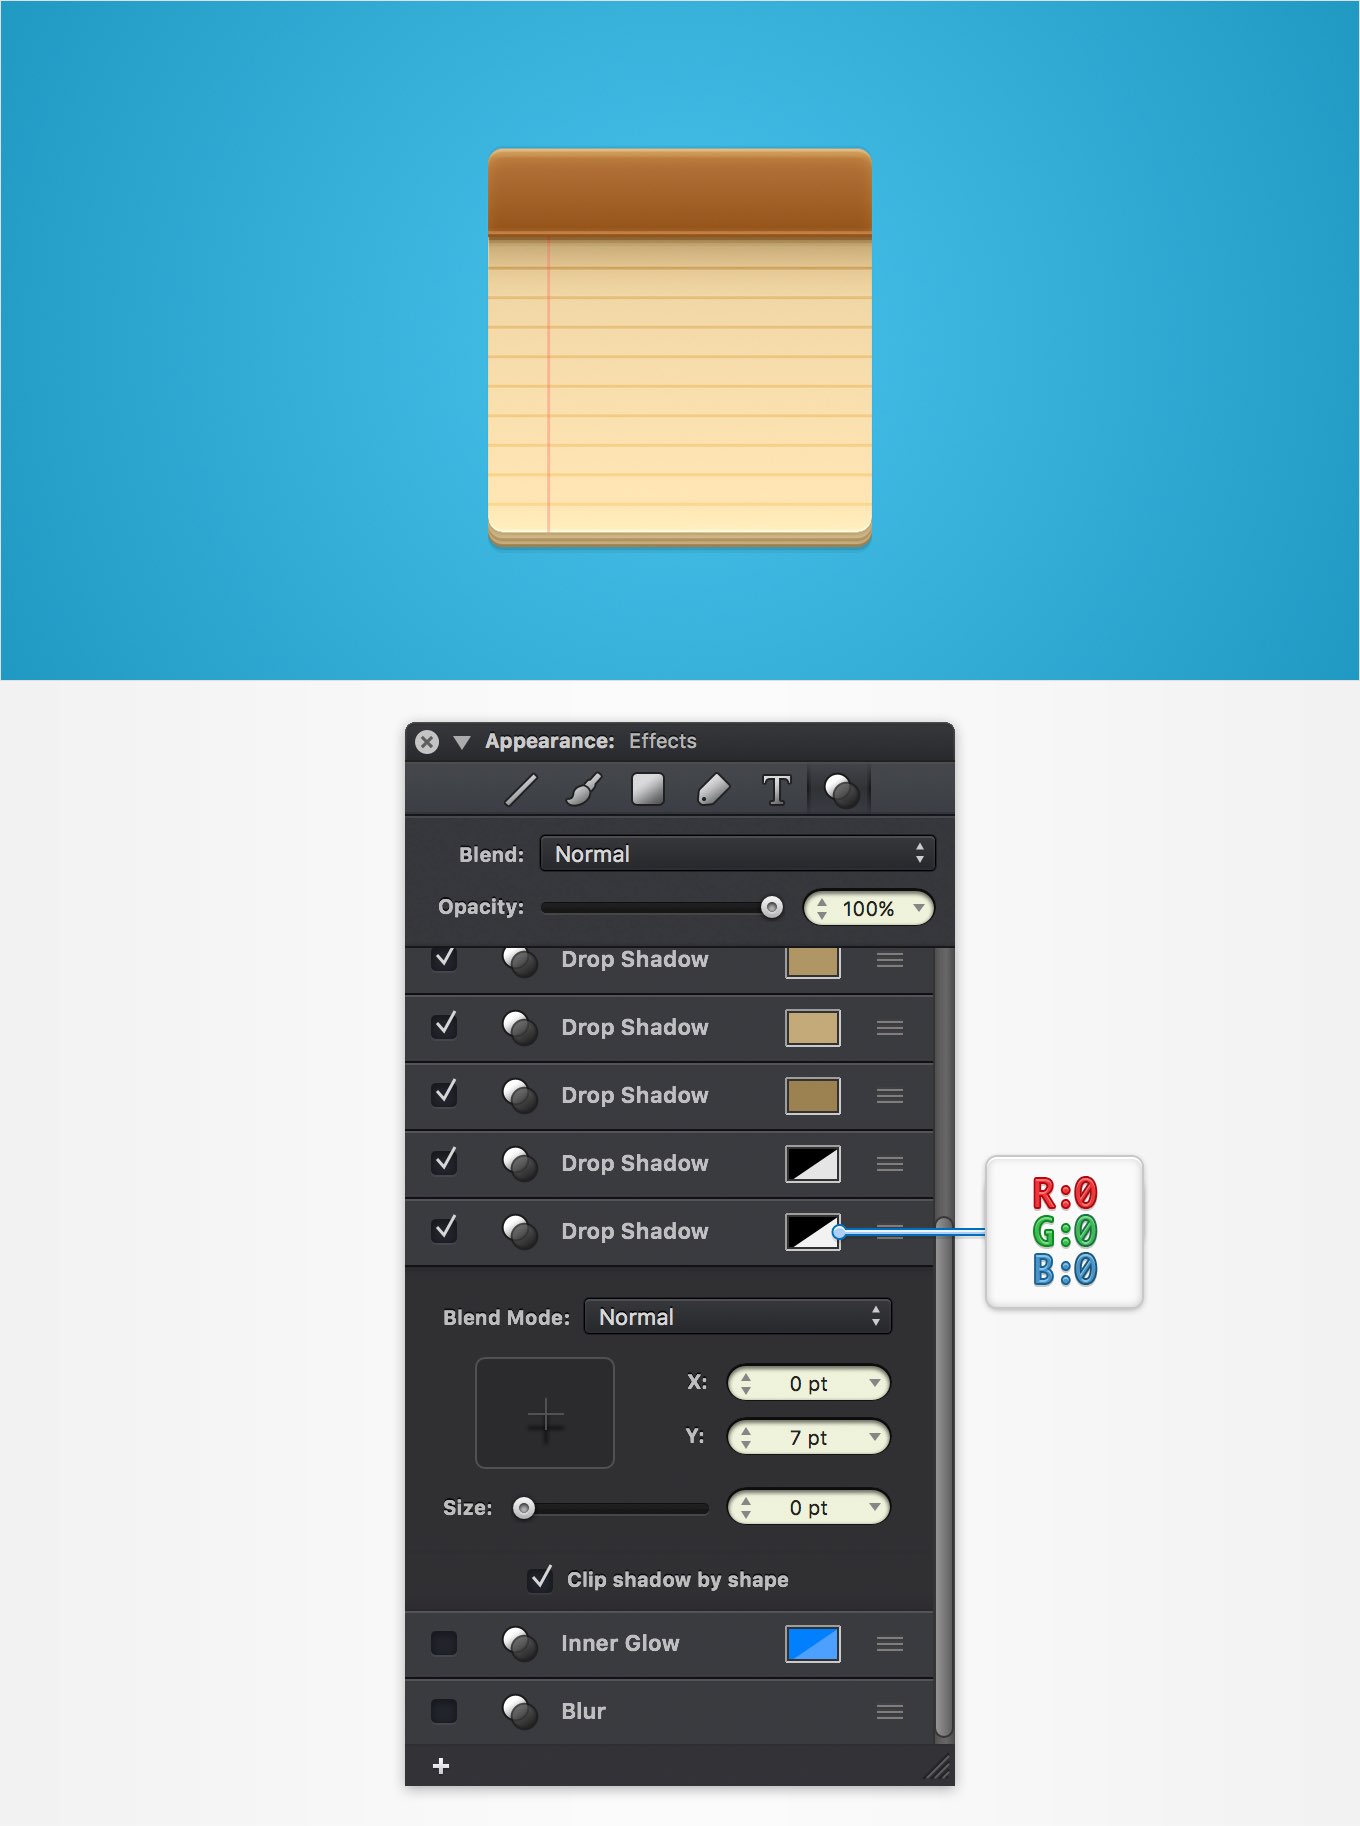 Appearance: Effects
T
Blend: Normal
Opacity: 100%
Drop Shadow
Drop Shadow
Drop Shadow
Drop Shadow
Drop Shadow
R:0
G:0
B:0
Blend Mode: Normal
X: 0 pt
Y: 7 pt
Size: 0 pt
Clip shadow by shape
Inner Glow
Blur